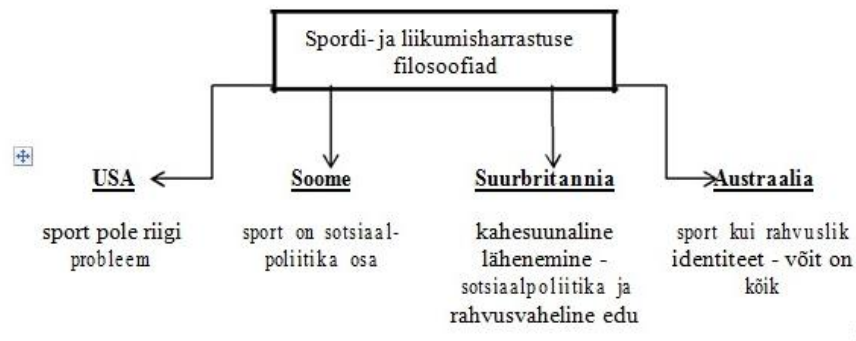 Spordi- ja liikumisharrastuse
filosoofiad
USA
sport pole riigi
probleem
Soome
sport on sotsiaal-
poliitika osa
Suurbritannia
kahesuunaline
lähenemine -
sotsiaalpoliitika ja
rahvusvaheline edu
Austraalia
sport kui rahvuslik
identiteet - võit on
kõik